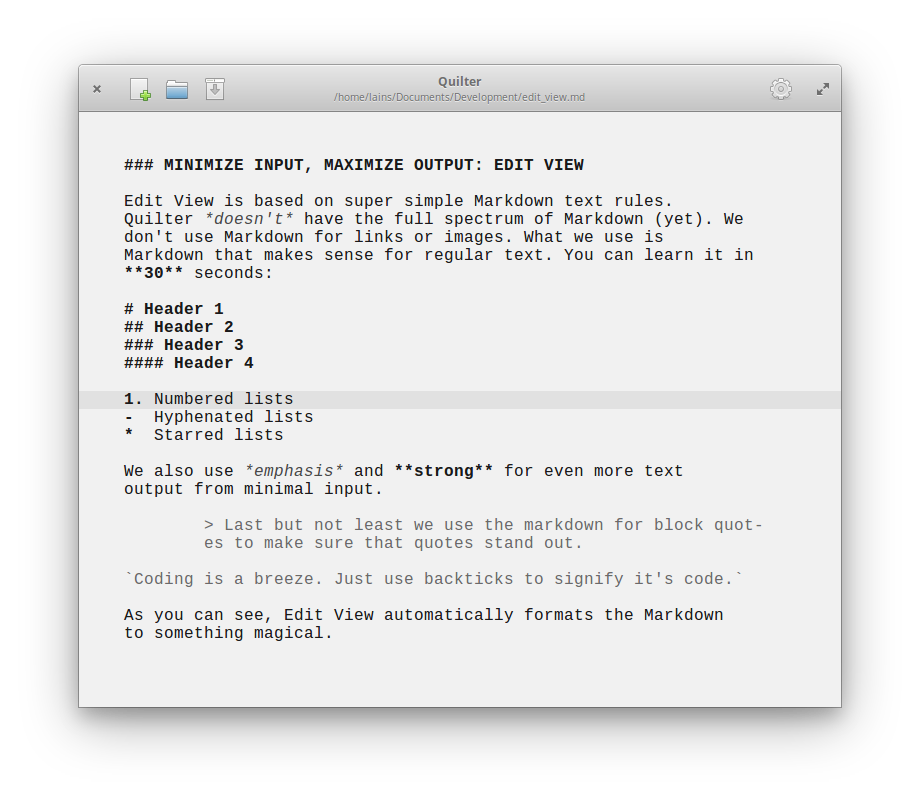 Quilter
/home/lains/Documents/Development/edit_view.md
### MINIMIZE INPUT, MAXIMIZE OUTPUT: EDIT VIEW
Edit View is based on super simple Markdown text rules.
Quilter *doesn't* have the full spectrum of Markdown (yet). We
don't use Markdown for links or images. What we use is
Markdown that makes sense for regular text. You can learn it in
**30** seconds:
# Header 1
## Header 2
### Header 3
#### Header 4
1. Numbered lists
-  Hyphenated lists
*  Starred lists
We also use *emphasis* and **strong** for even more text
output from minimal input.
> Last but not least we use the markdown for block quot-
es to make sure that quotes stand out.
`Coding is a breeze. Just use backticks to signify it's code.`
As you can see, Edit View automatically formats the Markdown
to something magical.